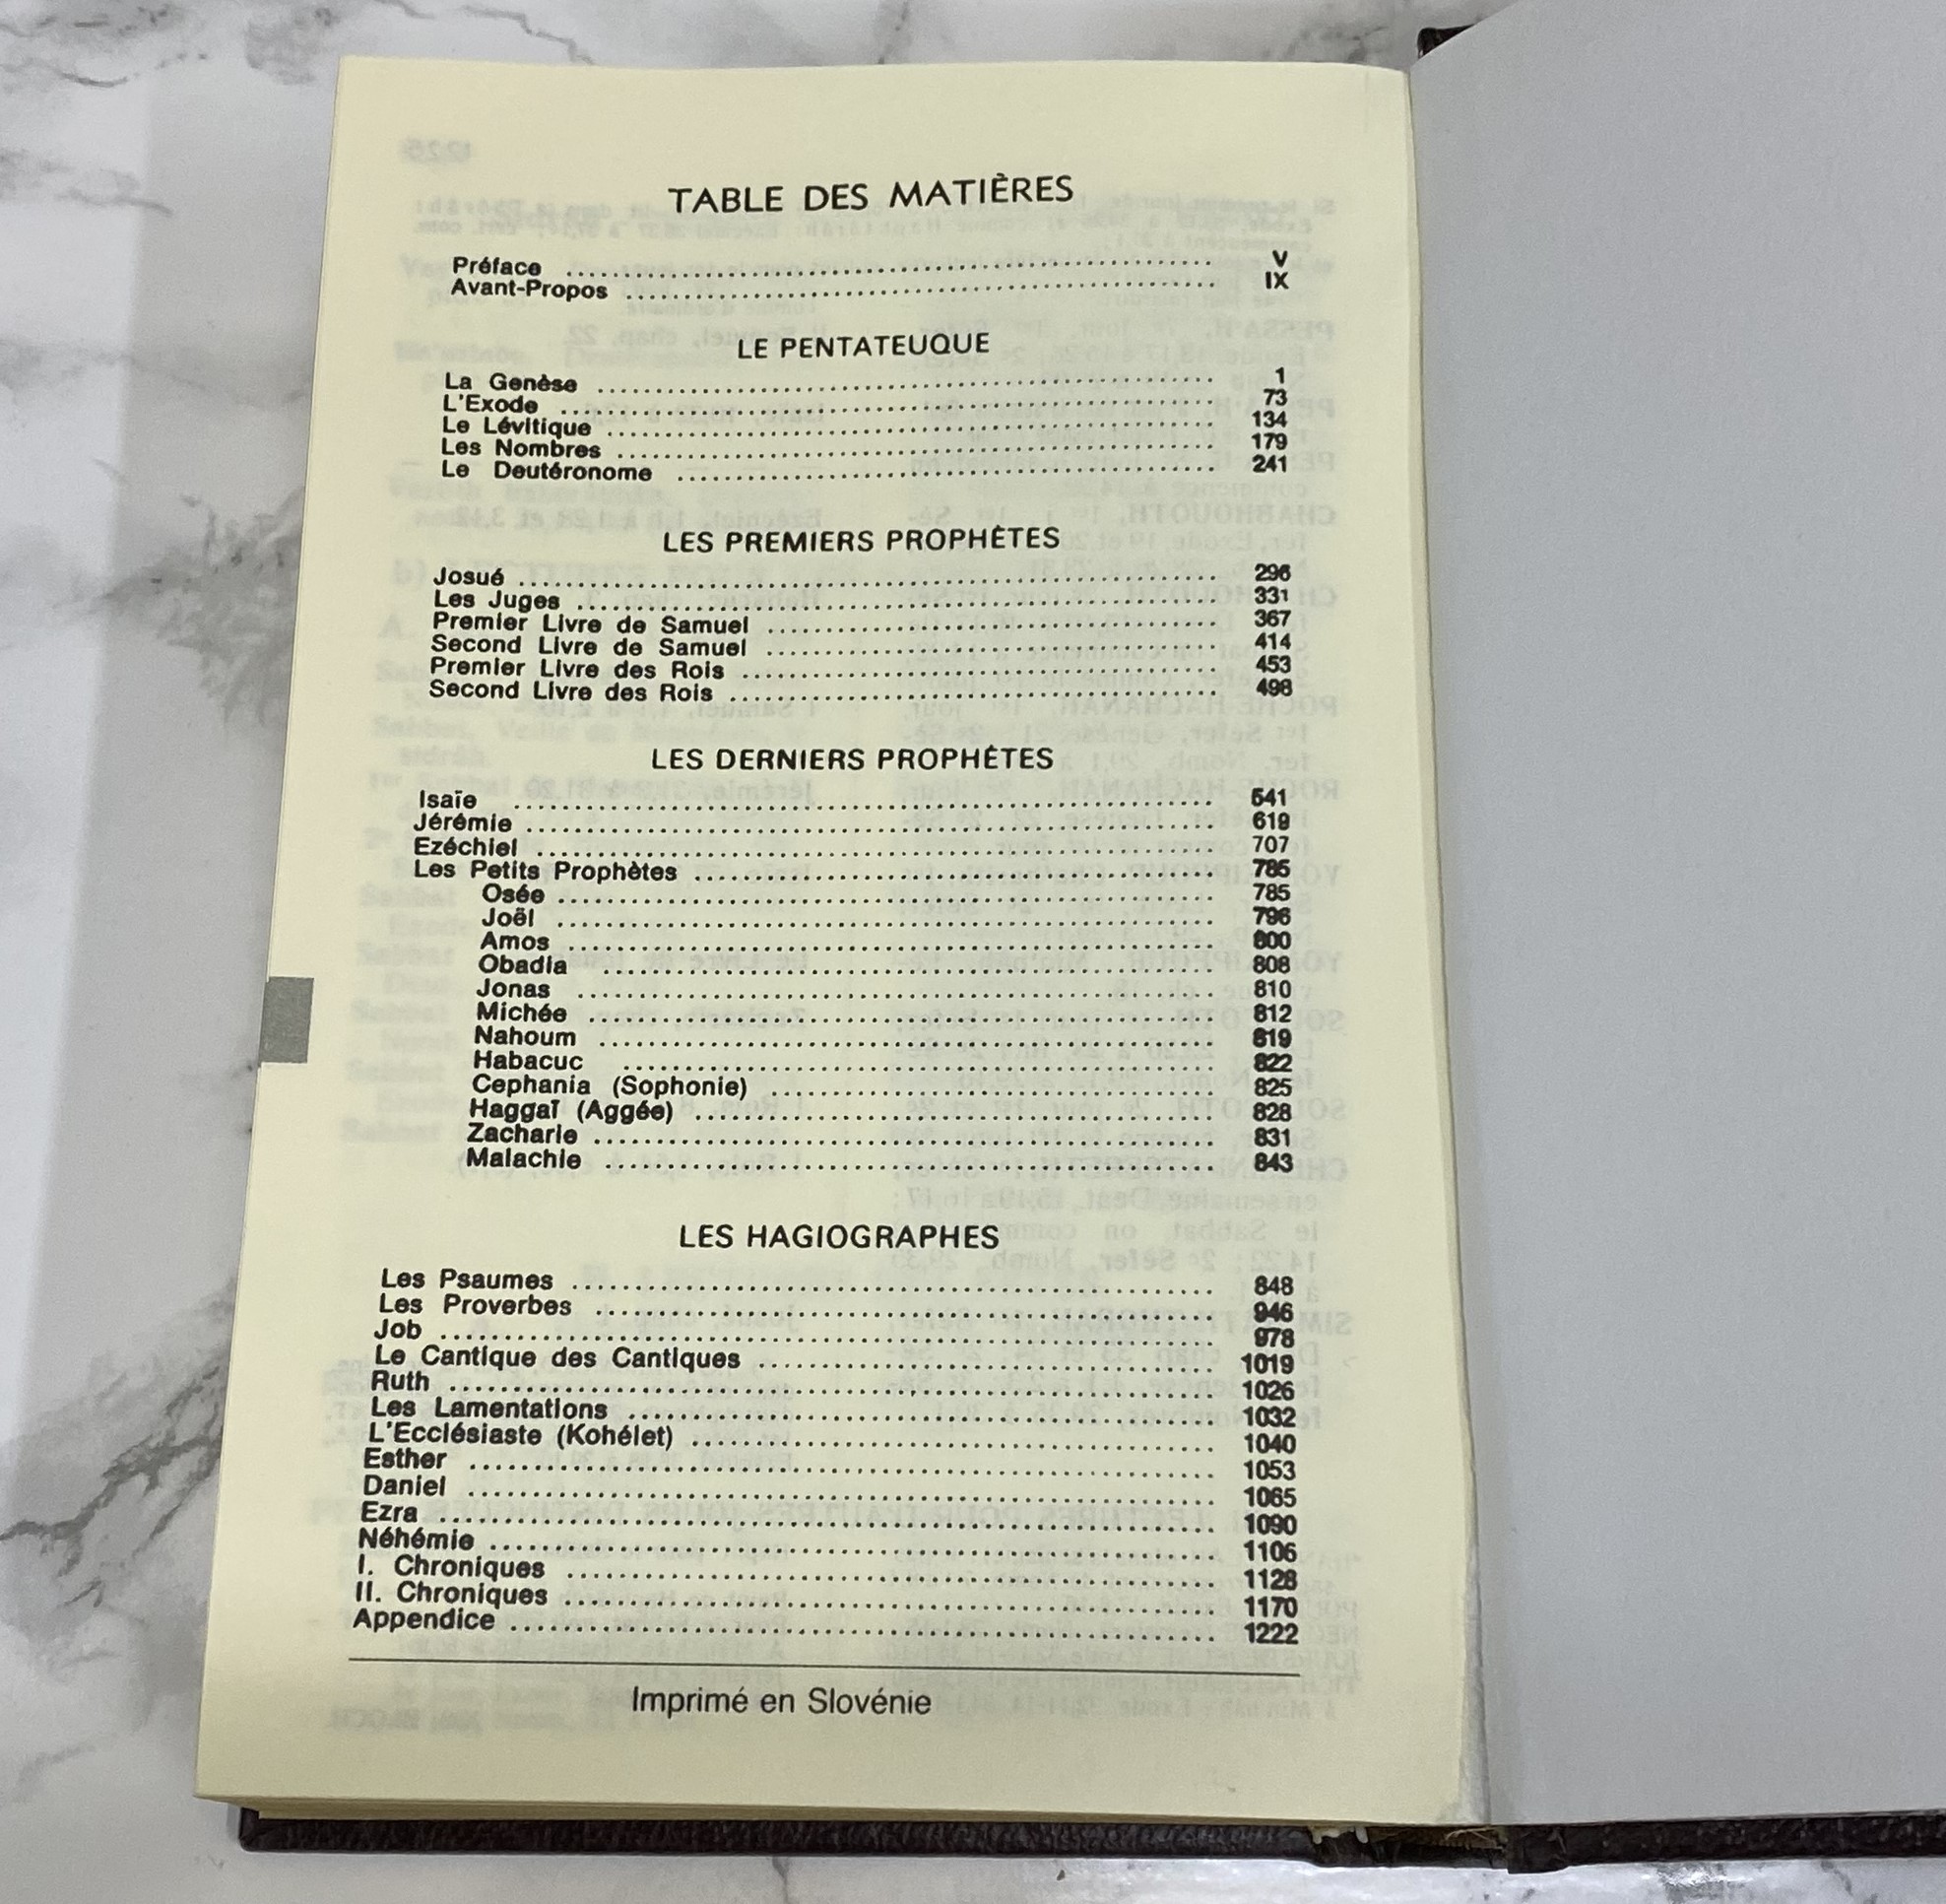 TABLE DES MATIÈRES
Préface ........ V
Avant-Propos ........ IX
LE PENTATEUQUE
La Genèse ........ 1
L'Exode ........ 73
Le Lévitique ........ 134
Les Nombres ........ 179
Le Deutéronome ........ 241
LES PREMIERS PROPHÈTES
Josué ........ 296
Les Juges ........ 331
Premier Livre de Samuel ........ 367
Second Livre de Samuel ........ 414
Premier Livre des Rois ........ 453
Second Livre des Rois ........ 498
LES DERNIERS PROPHÈTES
Isaïe ........ 541
Jérémie ........ 619
Ezéchiel ........ 707
Les Petits Prophètes ........ 785
Osée ........ 785
Joël ........ 796
Amos ........ 800
Obadia ........ 808
Jonas ........ 810
Michée ........ 812
Nahoum ........ 819
Habacuc ........ 822
Cephania (Sophonie) ........ 825
Haggaï (Aggée) ........ 828
Zacharie ........ 831
Malachie ........ 843
LES HAGIOGRAPHES
Les Psaumes ........ 848
Les Proverbes ........ 946
Job ........ 978
Le Cantique des Cantiques ........ 1019
Ruth ........ 1026
Les Lamentations ........ 1032
L'Ecclésiaste (Kohélet) ........ 1040
Esther ........ 1053
Daniel ........ 1065
Ezra ........ 1090
Néhémie ........ 1106
I. Chroniques ........ 1128
II. Chroniques ........ 1170
Appendice ........ 1222
Imprimé en Slovénie